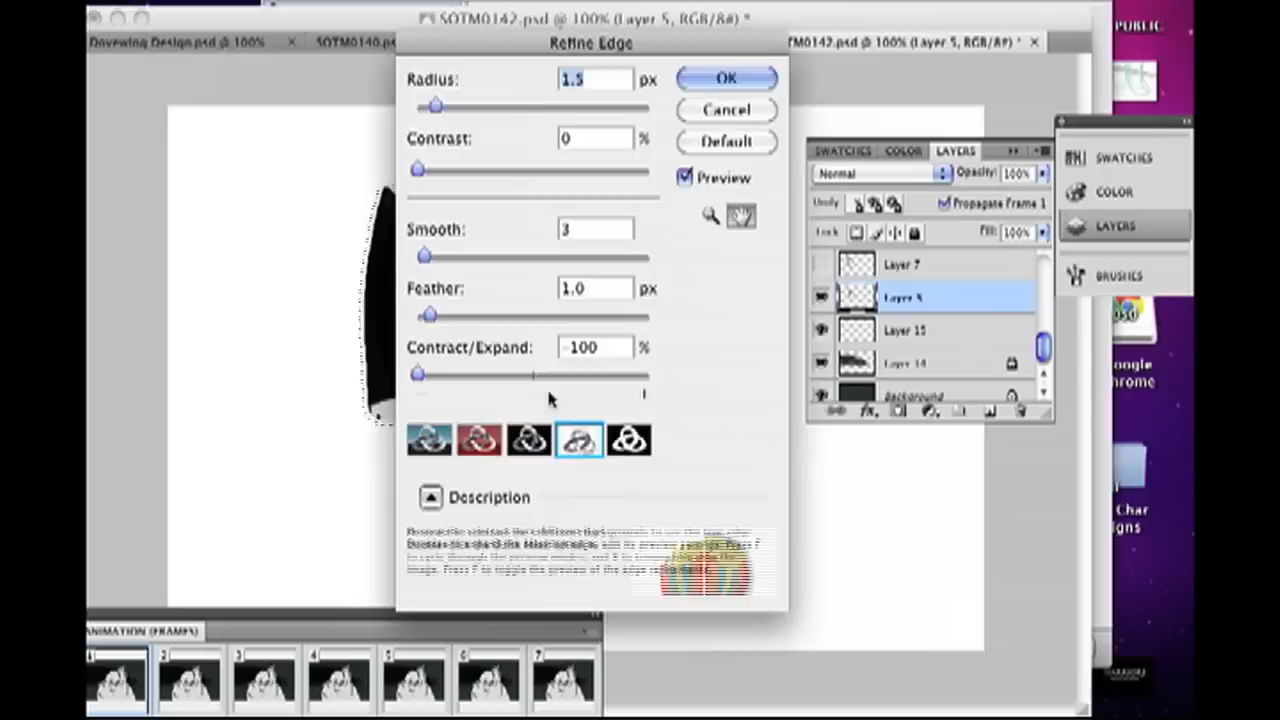 SOTM0142.psd @ 100% (Layer 5, RGB/8#) *
Dovewing Design.psd @ 100%
SOTM0140.ps
TM0142.psd @ 100% (Layer 5, RGB/8#) *
Refine Edge
Radius: 1.5 px
OK
Contrast: 0 %
Cancel
Default
Preview
Smooth: 3
Feather: 1.0 px
Contract/Expand: -100 %
Description
SWATCHES COLOR LAYERS
Normal Opacity: 100%
Unify Propagate Frame 1
Lock Fill: 100%
Layer 7
Layer 5
Layer 15
Layer 14
Background
SWATCHES
COLOR
LAYERS
BRUSHES
PUBLIC
oogle
hrome
Char
igns
ANIMATION (FRAMES)
1 2 3 4 5 6 7